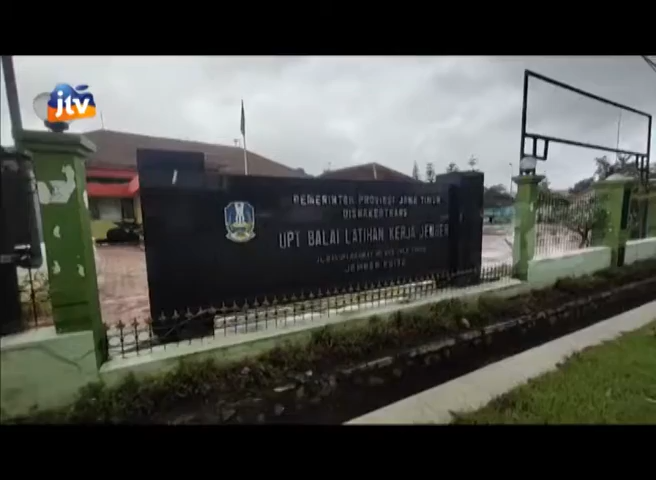 jtv
PEMERINTAH PROVINSI JAWA TIMUR
DISNAKERTRANS
UPT BALAI LATIHAN KERJA JEMBER
JEMBER